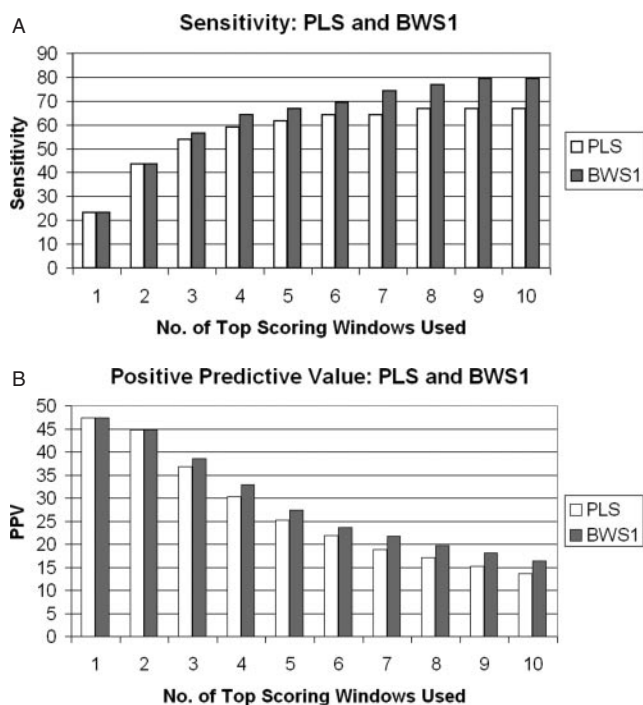 A
Sensitivity: PLS and BWS1
90
80
70
60
50
40
30
20
10
0
Sensitivity
1 2 3 4 5 6 7 8 9 10
No. of Top Scoring Windows Used
PLS
BWS1
B
Positive Predictive Value: PLS and BWS1
50
45
40
35
30
25
20
15
10
5
0
PPV
1 2 3 4 5 6 7 8 9 10
No. of Top Scoring Windows Used
PLS
BWS1